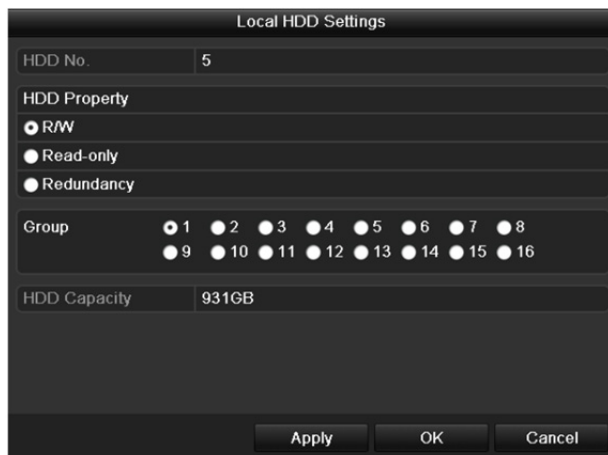 Local HDD Settings
HDD No. 5
HDD Property
R/W
Read-only
Redundancy
Group 1 2 3 4 5 6 7 8
9 10 11 12 13 14 15 16
HDD Capacity 931GB
Apply OK Cancel